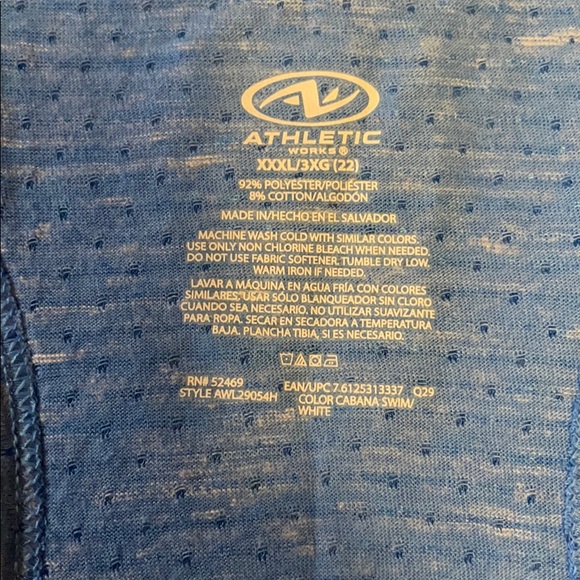 ATHLETIC
WORKS®
XXXL/3XG (22)
92% POLYESTER/POLIÉSTER
8% COTTON/ALGODÓN
MADE IN/HECHO EN EL SALVADOR
MACHINE WASH COLD WITH SIMILAR COLORS.
USE ONLY NON CHLORINE BLEACH WHEN NEEDED.
DO NOT USE FABRIC SOFTENER. TUMBLE DRY LOW.
WARM IRON IF NEEDED.
LAVAR A MÁQUINA EN AGUA FRÍA CON COLORES
SIMILARES. USAR SÓLO BLANQUEADOR SIN CLORO
CUANDO SEA NECESARIO. NO UTILIZAR SUAVIZANTE
PARA ROPA. SECAR EN SECADORA A TEMPERATURA
BAJA. PLANCHA TIBIA, SI ES NECESARIO.
RN# 52469 EAN/UPC 7.6125313337 Q29
STYLE AWL29054H COLOR CABANA SWIM/
WHITE